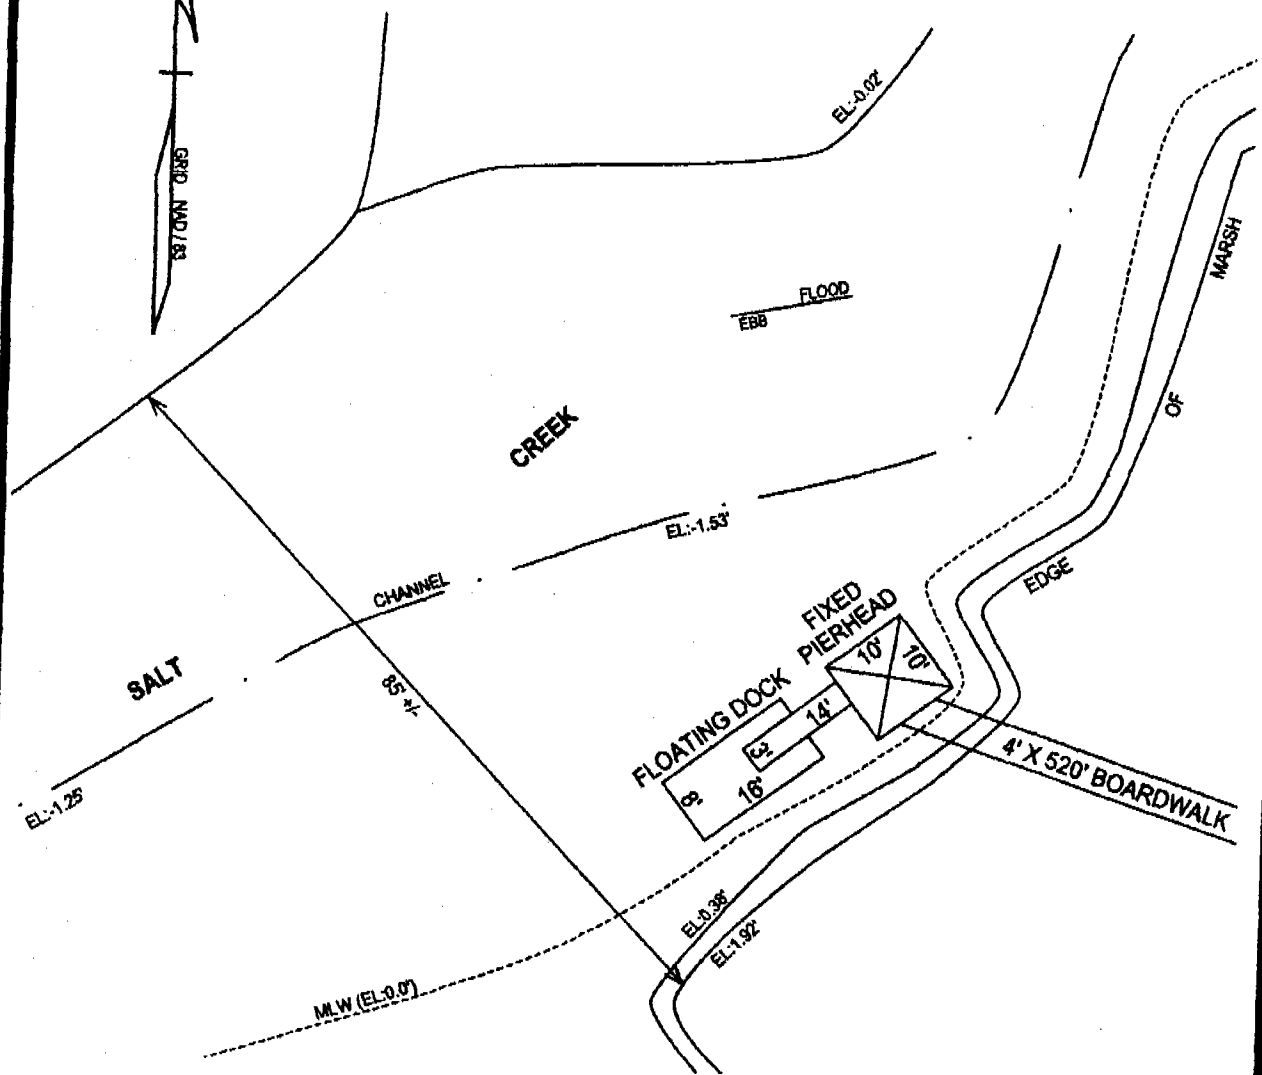 N
GRID NAD / 83
EL:-0.02'
FLOOD
EBB
MARSH
OF
EDGE
CREEK
EL:-1.53'
CHANNEL
SALT
EL:-1.25'
85' +/-
FIXED
PIERHEAD
10'
10'
FLOATING DOCK
14'
3'
16'
8'
4' X 520' BOARDWALK
EL:0.38'
EL:1.92'
MLW (EL:0.0')